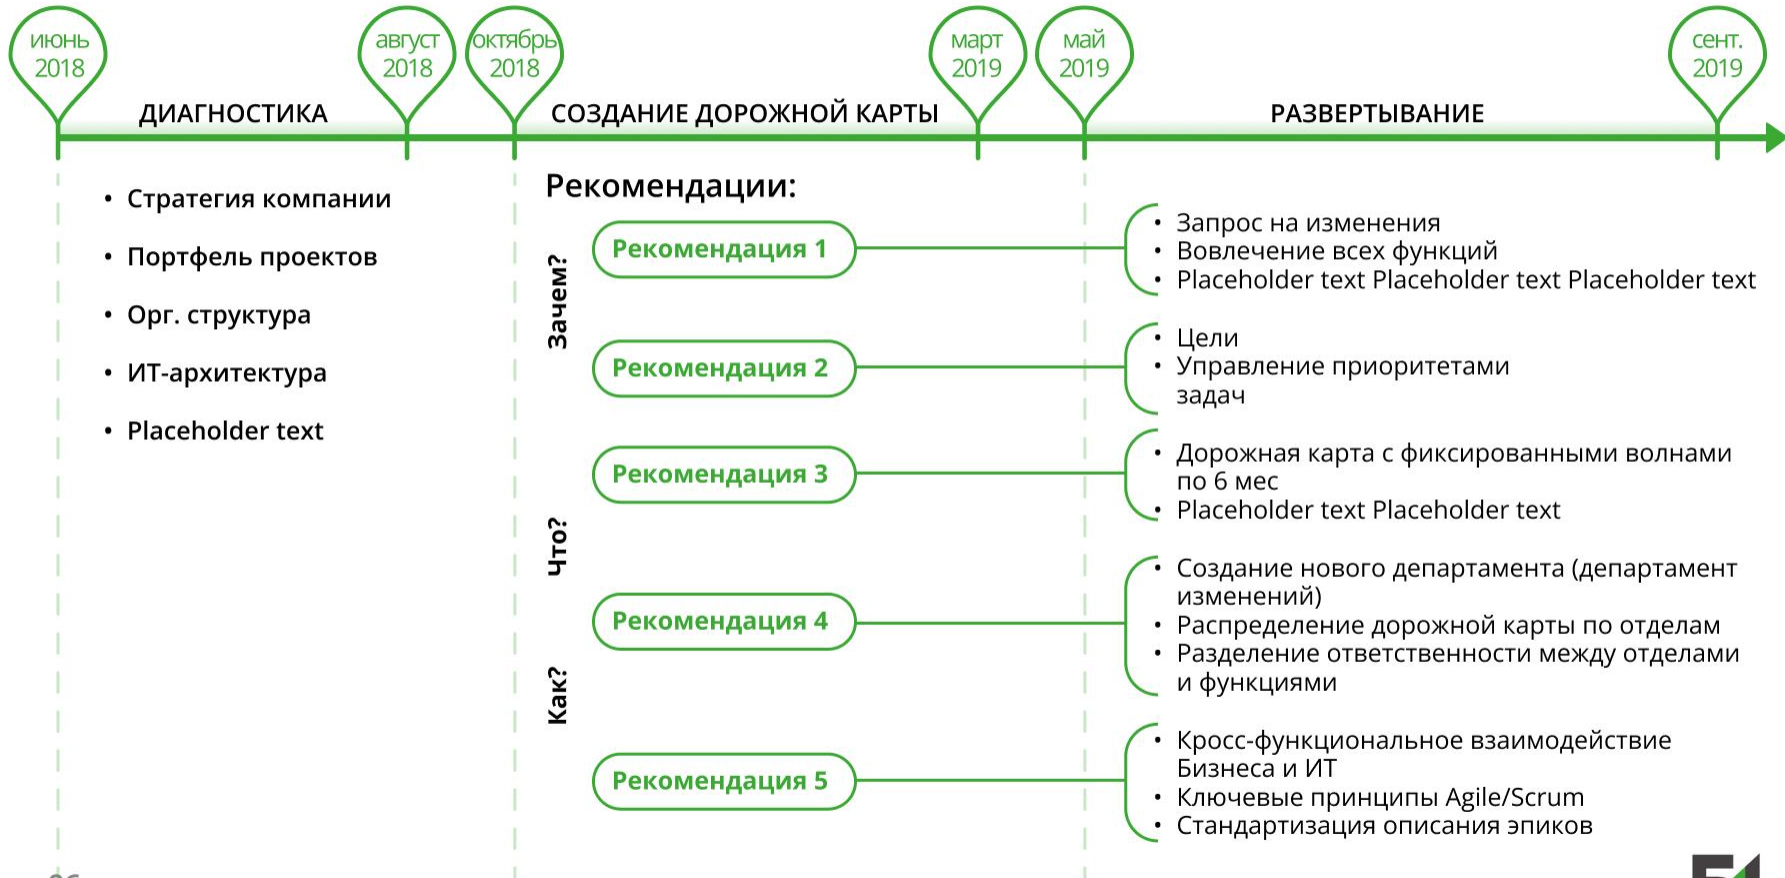 июнь
2018
август
2018
октябрь
2018
март
2019
май
2019
сент.
2019
ДИАГНОСТИКА
СОЗДАНИЕ ДОРОЖНОЙ КАРТЫ
РАЗВЕРТЫВАНИЕ
• Стратегия компании
• Портфель проектов
• Орг. структура
• ИТ-архитектура
• Placeholder text
Рекомендации:
Зачем?
Что?
Как?
Рекомендация 1
• Запрос на изменения
• Вовлечение всех функций
• Placeholder text Placeholder text Placeholder text
Рекомендация 2
• Цели
• Управление приоритетами
задач
Рекомендация 3
• Дорожная карта с фиксированными волнами
по 6 мес
• Placeholder text Placeholder text
Рекомендация 4
• Создание нового департамента (департамент
изменений)
• Распределение дорожной карты по отделам
• Разделение ответственности между отделами
и функциями
Рекомендация 5
• Кросс-функциональное взаимодействие
Бизнеса и ИТ
• Ключевые принципы Agile/Scrum
• Стандартизация описания эпиков